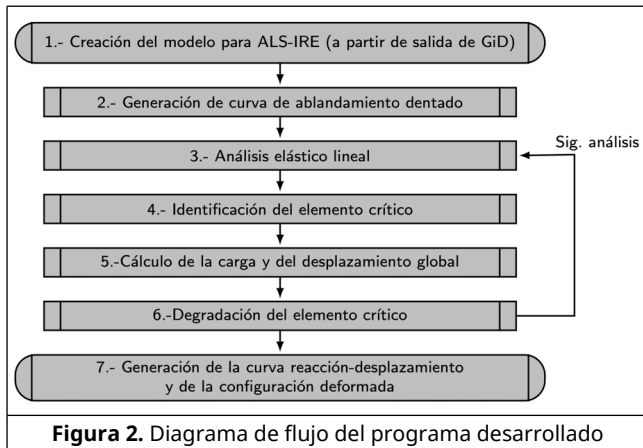 1.- Creación del modelo para ALS-IRE (a partir de salida de GiD)
2.- Generación de curva de ablandamiento dentado
Sig. análisis
3.- Análisis elástico lineal
4.- Identificación del elemento crítico
5.-Cálculo de la carga y del desplazamiento global
6.-Degradación del elemento crítico
7.- Generación de la curva reacción-desplazamiento
y de la configuración deformada
Figura 2. Diagrama de flujo del programa desarrollado